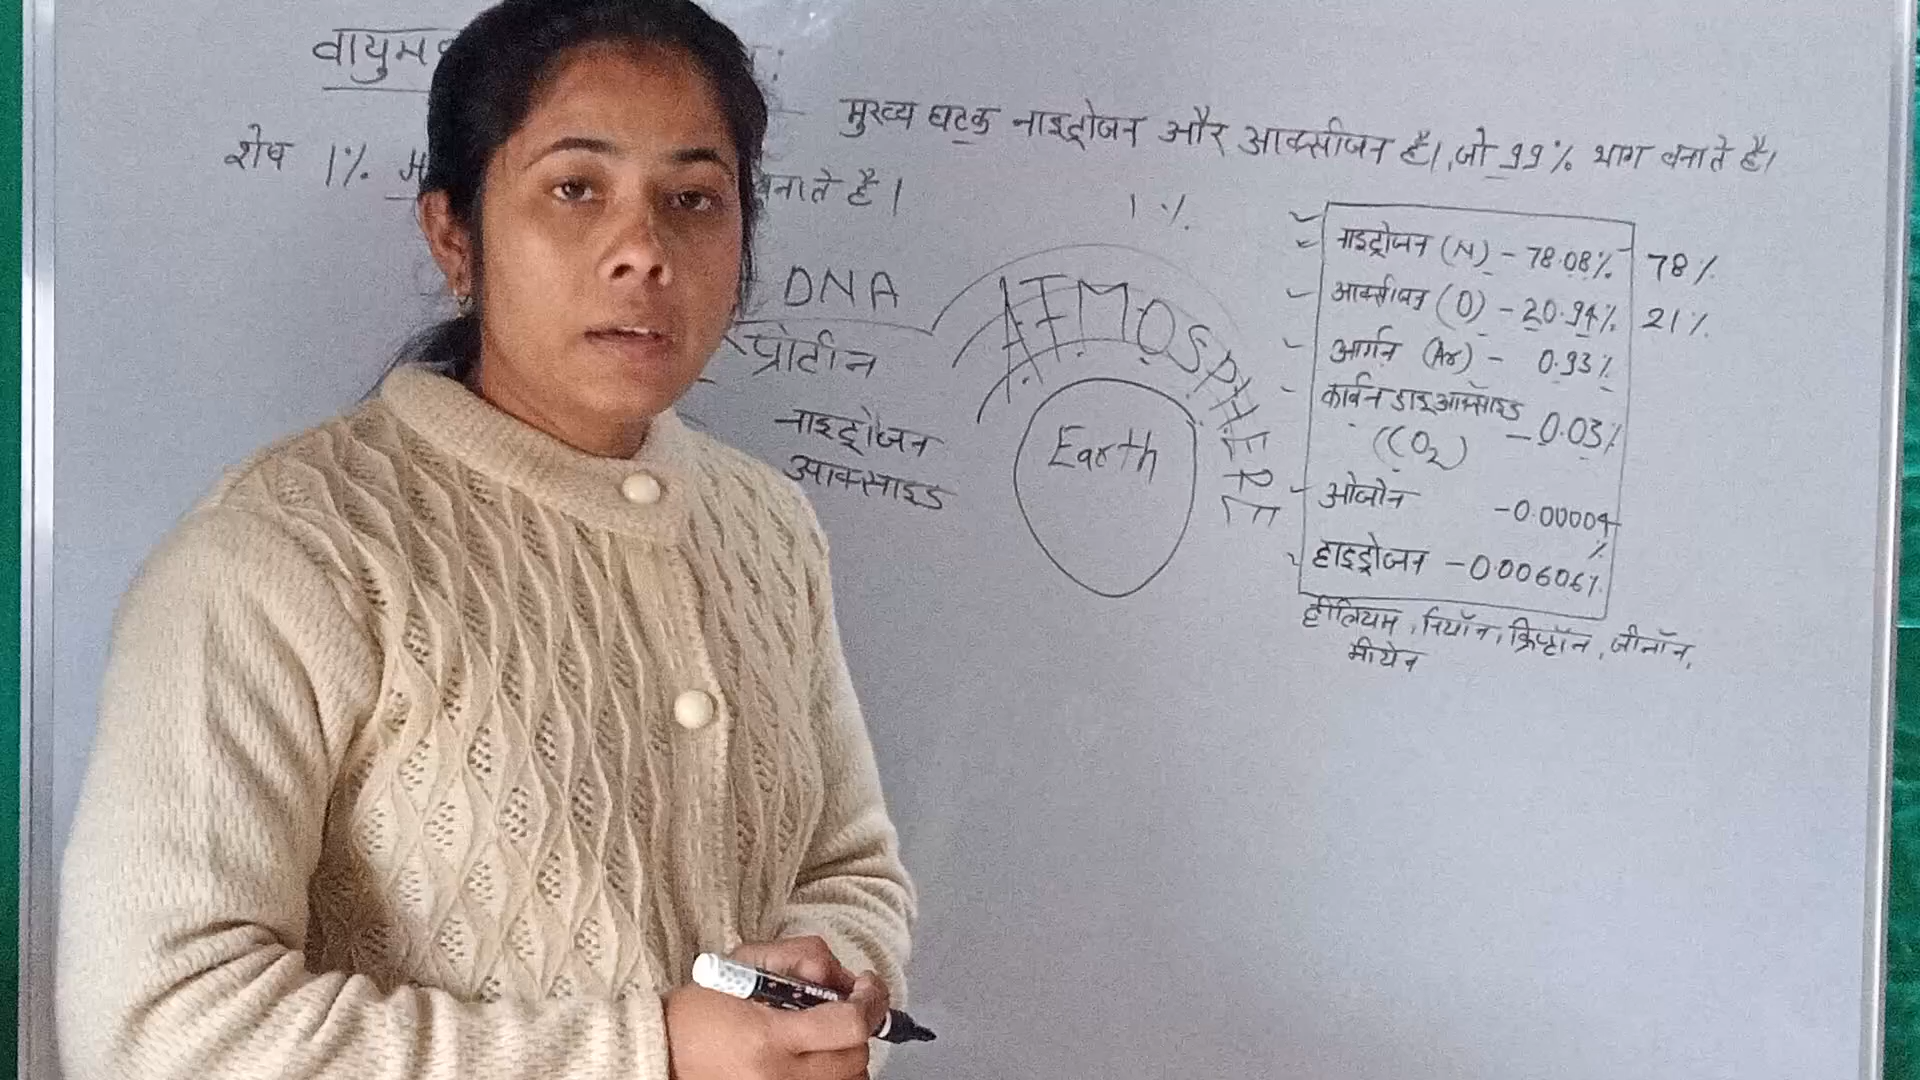 मुख्य घटक नाइट्रोजन और आक्सीजन है। जो 99% भाग बनाते है।
शेष 1% बनाते है।
1%
DNA
प्रोटीन
नाइट्रोजन
आक्साइड
ATMOSPHERE
Earth
नाइट्रोजन (N) - 78.08% 78%
आक्सीजन (O) - 20.94% 21%
आर्गन (Ar) - 0.93%
कार्बन डाइऑक्साइड - 0.03%
(CO2)
ओजोन - 0.00004
%
हाइड्रोजन - 0.00606%
हीलियम, नियॉन, क्रिप्टॉन, जीनॉन,
मीथेन